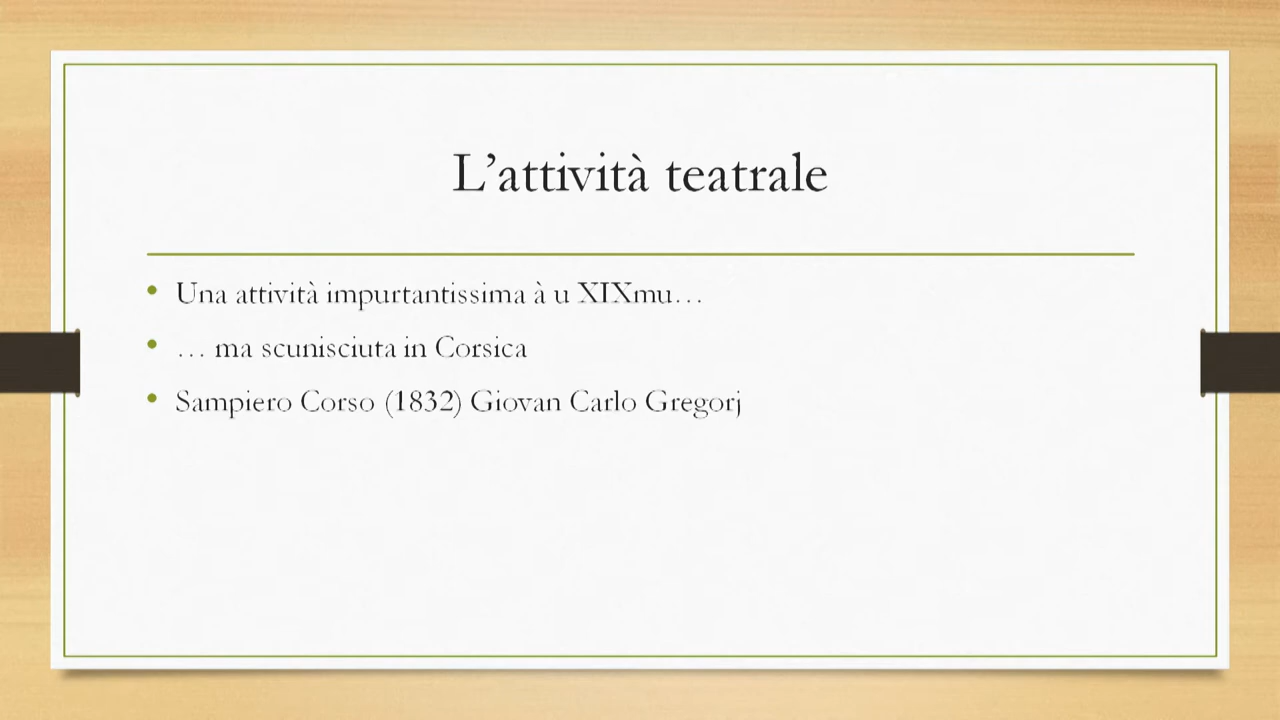 L’attività teatrale
• Una attività impurtantissima à u XIXmu…
• … ma scunisciuta in Corsica
• Sampiero Corso (1832) Giovan Carlo Gregorj